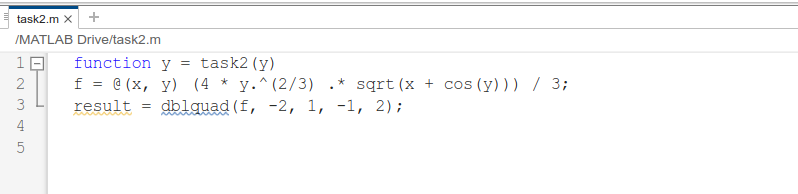 task2.m × +
/MATLAB Drive/task2.m
1 function y = task2(y)
2 f = @(x, y) (4 * y.^(2/3) .* sqrt(x + cos(y))) / 3;
3 result = dblquad(f, -2, 1, -1, 2);
4
5